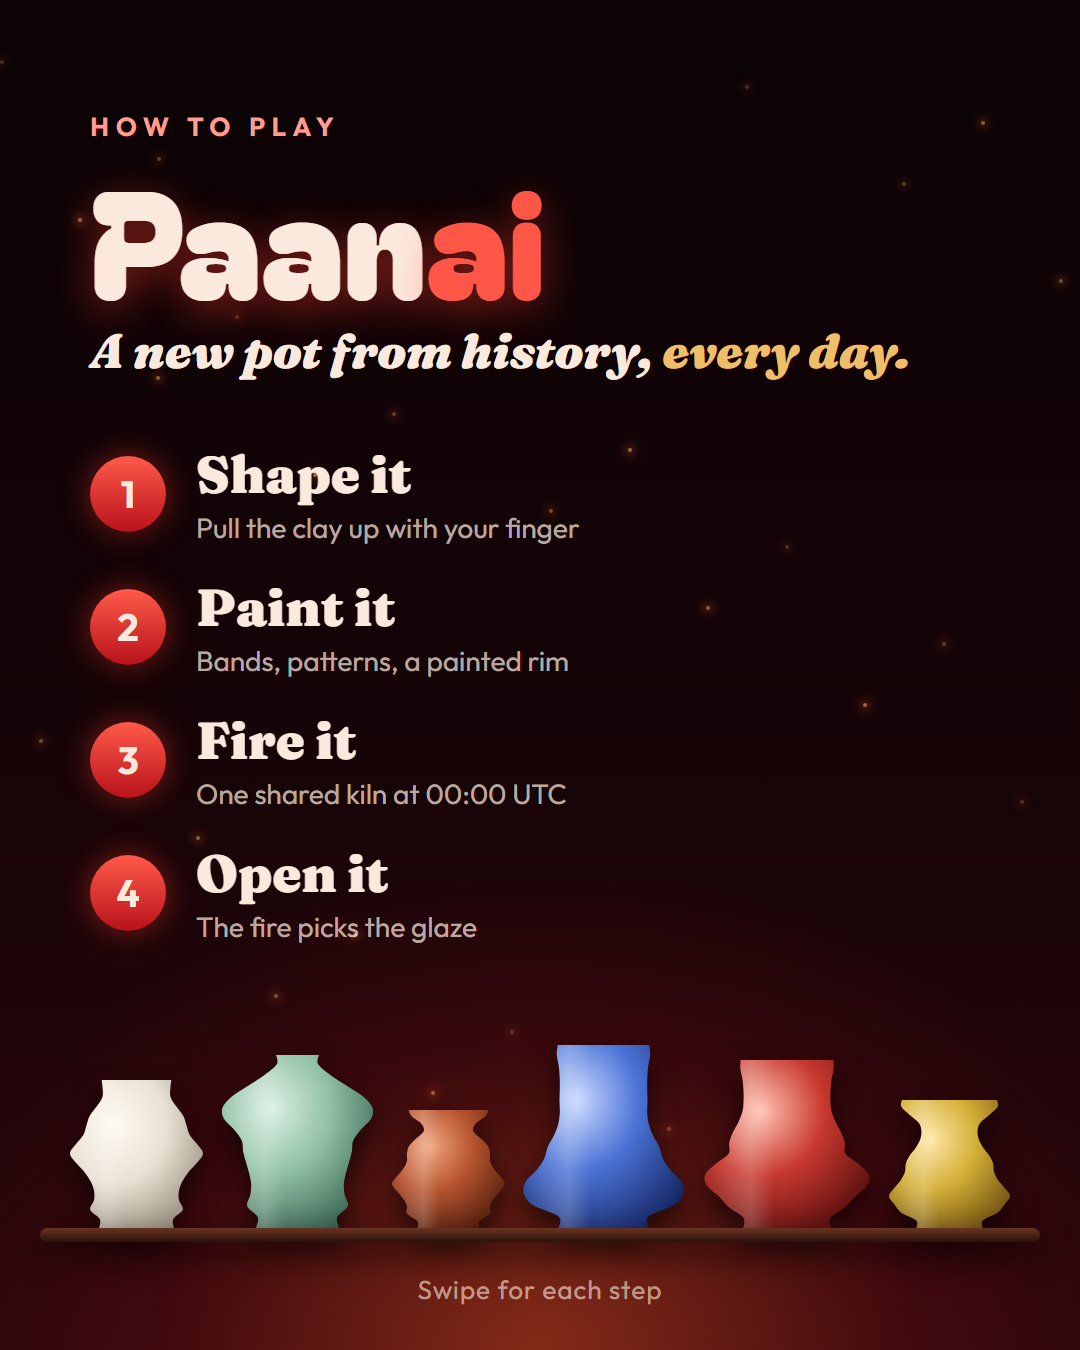 HOW TO PLAY
Paanai
A new pot from history, every day.
1
Shape it
Pull the clay up with your finger
2
Paint it
Bands, patterns, a painted rim
3
Fire it
One shared kiln at 00:00 UTC
4
Open it
The fire picks the glaze
Swipe for each step